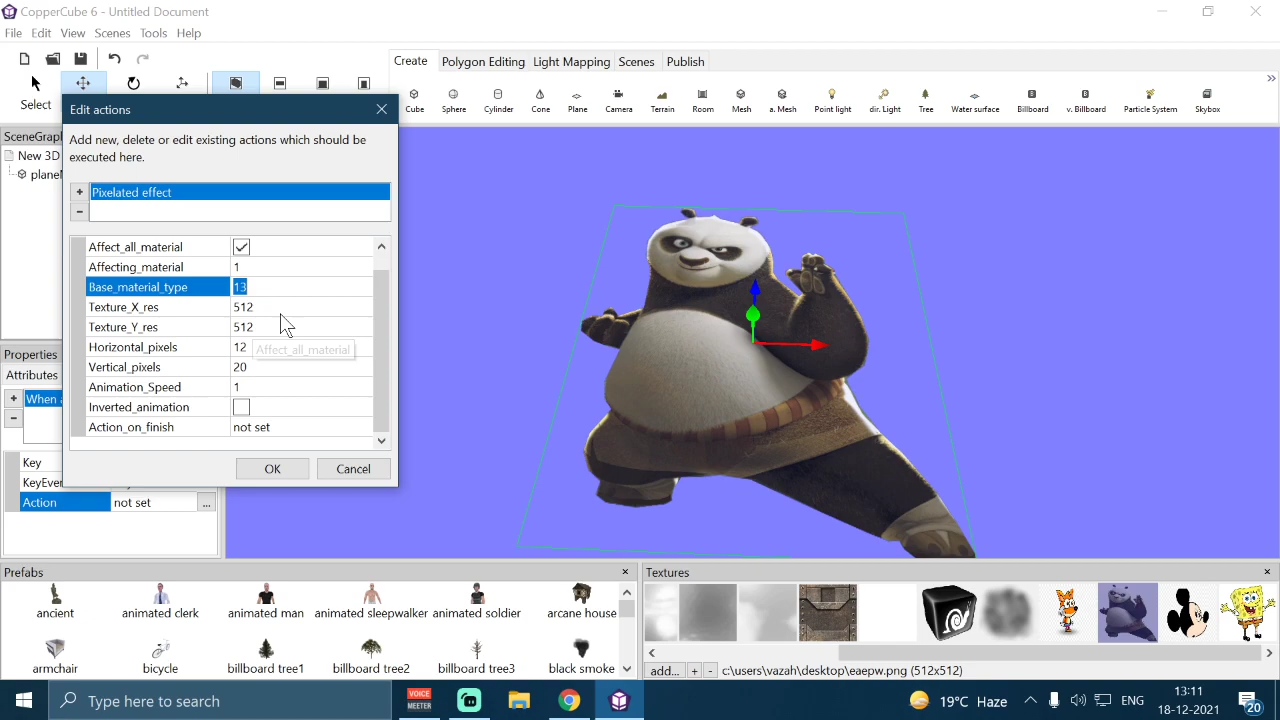 CopperCube 6 - Untitled Document
File Edit View Scenes Tools Help
Create Polygon Editing Light Mapping Scenes Publish
Select
Cube Sphere Cylinder Cone Plane Camera Terrain Room Mesh a. Mesh Point light dir. Light Tree Water surface Billboard v. Billboard Particle System Skybox
Edit actions
Add new, delete or edit existing actions which should be
executed here.
SceneGrap
New 3D
plane
Pixelated effect
Affect_all_material
Affecting_material 1
Base_material_type 13
Texture_X_res 512
Texture_Y_res 512
Horizontal_pixels 12
Affect_all_material
Vertical_pixels 20
Animation_Speed 1
Inverted_animation
Action_on_finish not set
OK Cancel
Properties
Attributes
When a
Key
KeyEver
Action not set ...
Prefabs
ancient animated clerk animated man animated sleepwalker animated soldier arcane house
armchair bicycle billboard tree1 billboard tree2 billboard tree3 black smoke
Textures
add... + - c:\users\vazah\desktop\eaepw.png (512x512)
Type here to search
VOICE
MEETER
19°C Haze
ENG
13:11
18-12-2021
20